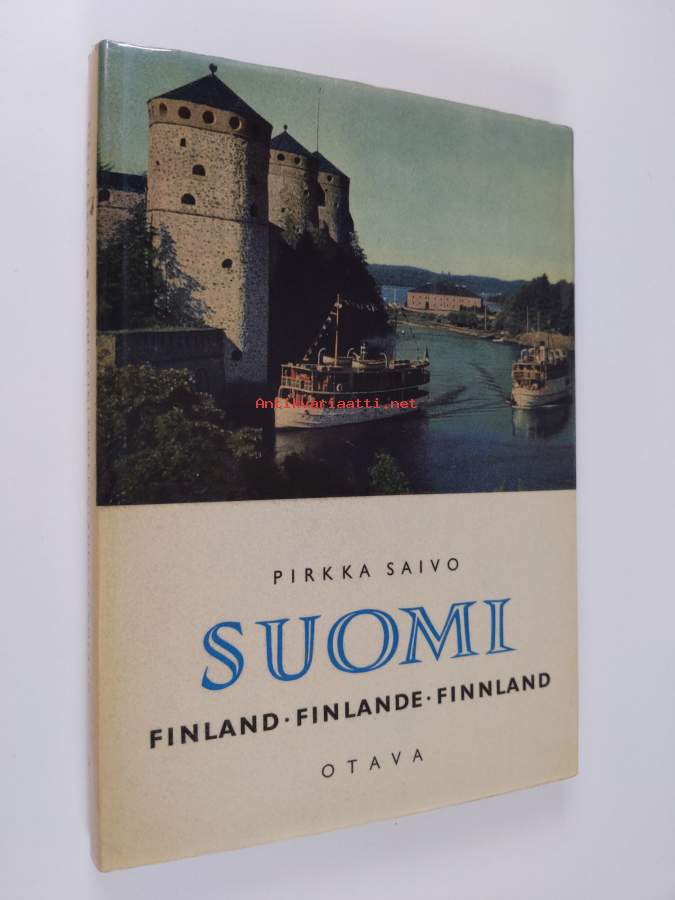 Antikvariaatti.net
PIRKKA SAIVO
SUOMI
FINLAND · FINLANDE · FINNLAND
OTAVA